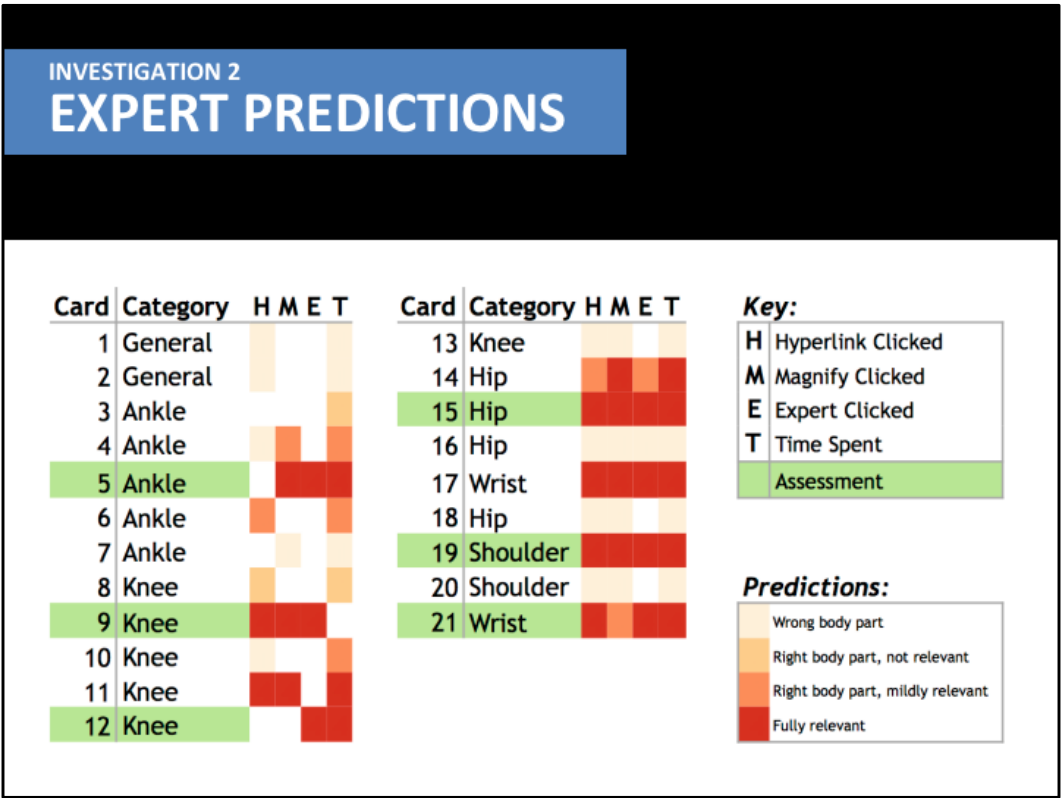 INVESTIGATION 2
EXPERT PREDICTIONS
Card Category H M E T
1 General
2 General
3 Ankle
4 Ankle
5 Ankle
6 Ankle
7 Ankle
8 Knee
9 Knee
10 Knee
11 Knee
12 Knee
Card Category H M E T
13 Knee
14 Hip
15 Hip
16 Hip
17 Wrist
18 Hip
19 Shoulder
20 Shoulder
21 Wrist
Key:
H Hyperlink Clicked
M Magnify Clicked
E Expert Clicked
T Time Spent
Assessment
Predictions:
Wrong body part
Right body part, not relevant
Right body part, mildly relevant
Fully relevant